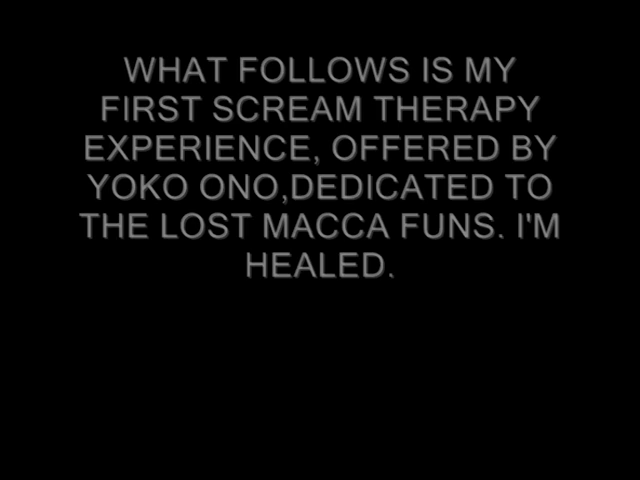 WHAT FOLLOWS IS MY
FIRST SCREAM THERAPY
EXPERIENCE, OFFERED BY
YOKO ONO,DEDICATED TO
THE LOST MACCA FUNS. I'M
HEALED.